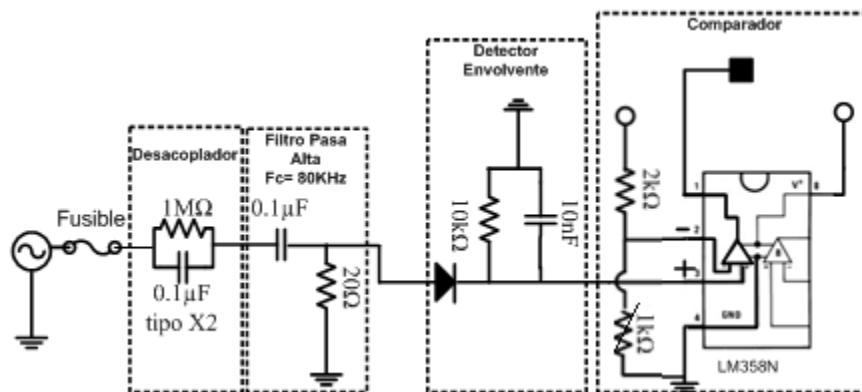 Desacoplador
Filtro Pasa
Alta
Fc= 80KHz
Detector
Envolvente
Comparador
Fusible
1MΩ
0.1µF
tipo X2
0.1µF
20Ω
10kΩ
10nF
2kΩ
1kΩ
-
+
1
2
3
4
GND
V+
8
LM358N